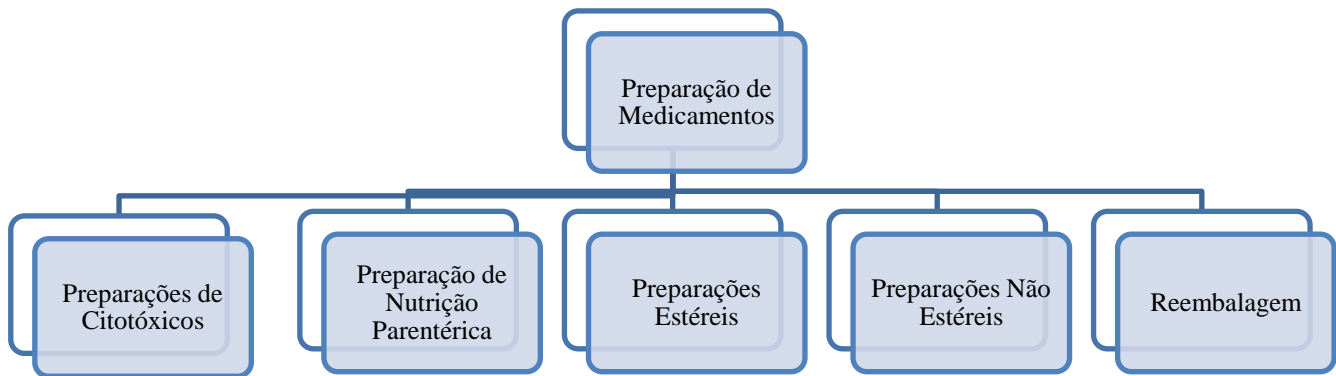 Preparação de
Medicamentos
Preparações de
Citotóxicos
Preparação de
Nutrição
Parentérica
Preparações
Estéreis
Preparações Não
Estéreis
Reembalagem